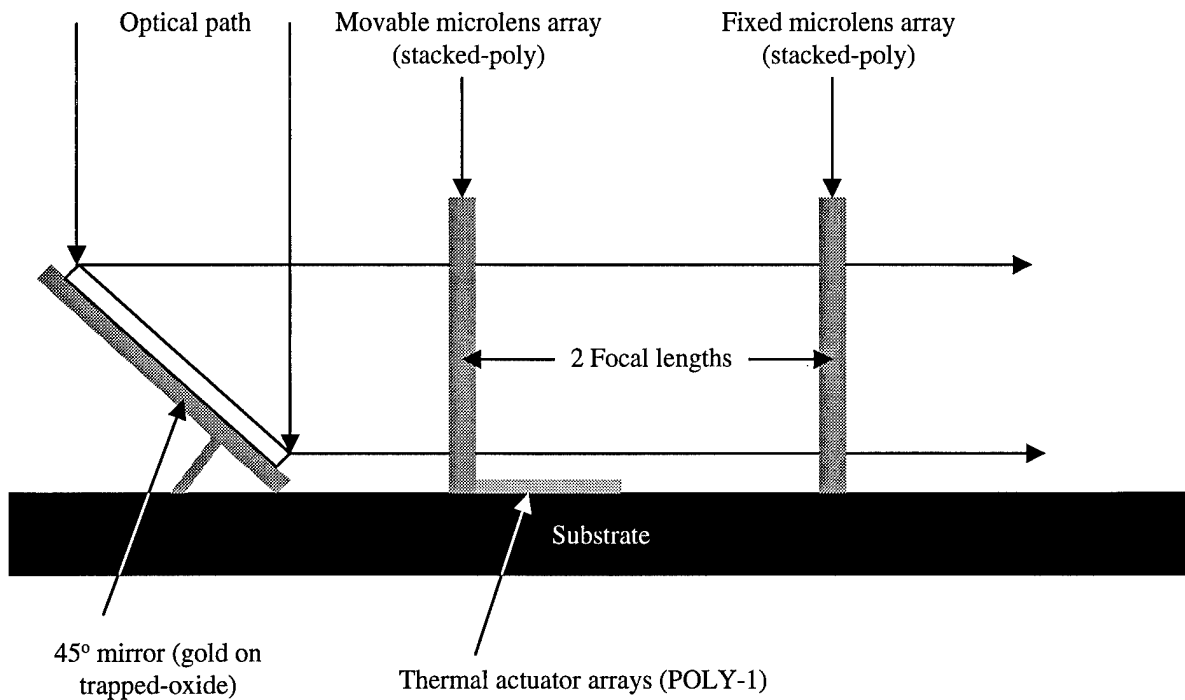 Optical path
Movable microlens array
(stacked-poly)
Fixed microlens array
(stacked-poly)
2 Focal lengths
Substrate
45º mirror (gold on
trapped-oxide)
Thermal actuator arrays (POLY-1)